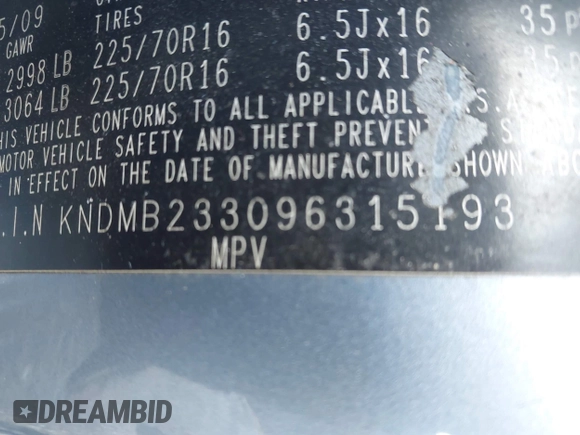 5/09 TIRES 6.5Jx16 35 p
GAWR
2998 LB 225/70R16 6.5Jx16
3064 LB 225/70R16
THIS VEHICLE CONFORMS TO ALL APPLICABLE
MOTOR VEHICLE SAFETY AND THEFT PREVEN
IN EFFECT ON THE DATE OF MANUFACTUR SHOWN
.I.N KNDMB233096315193
MPV
DREAMBID